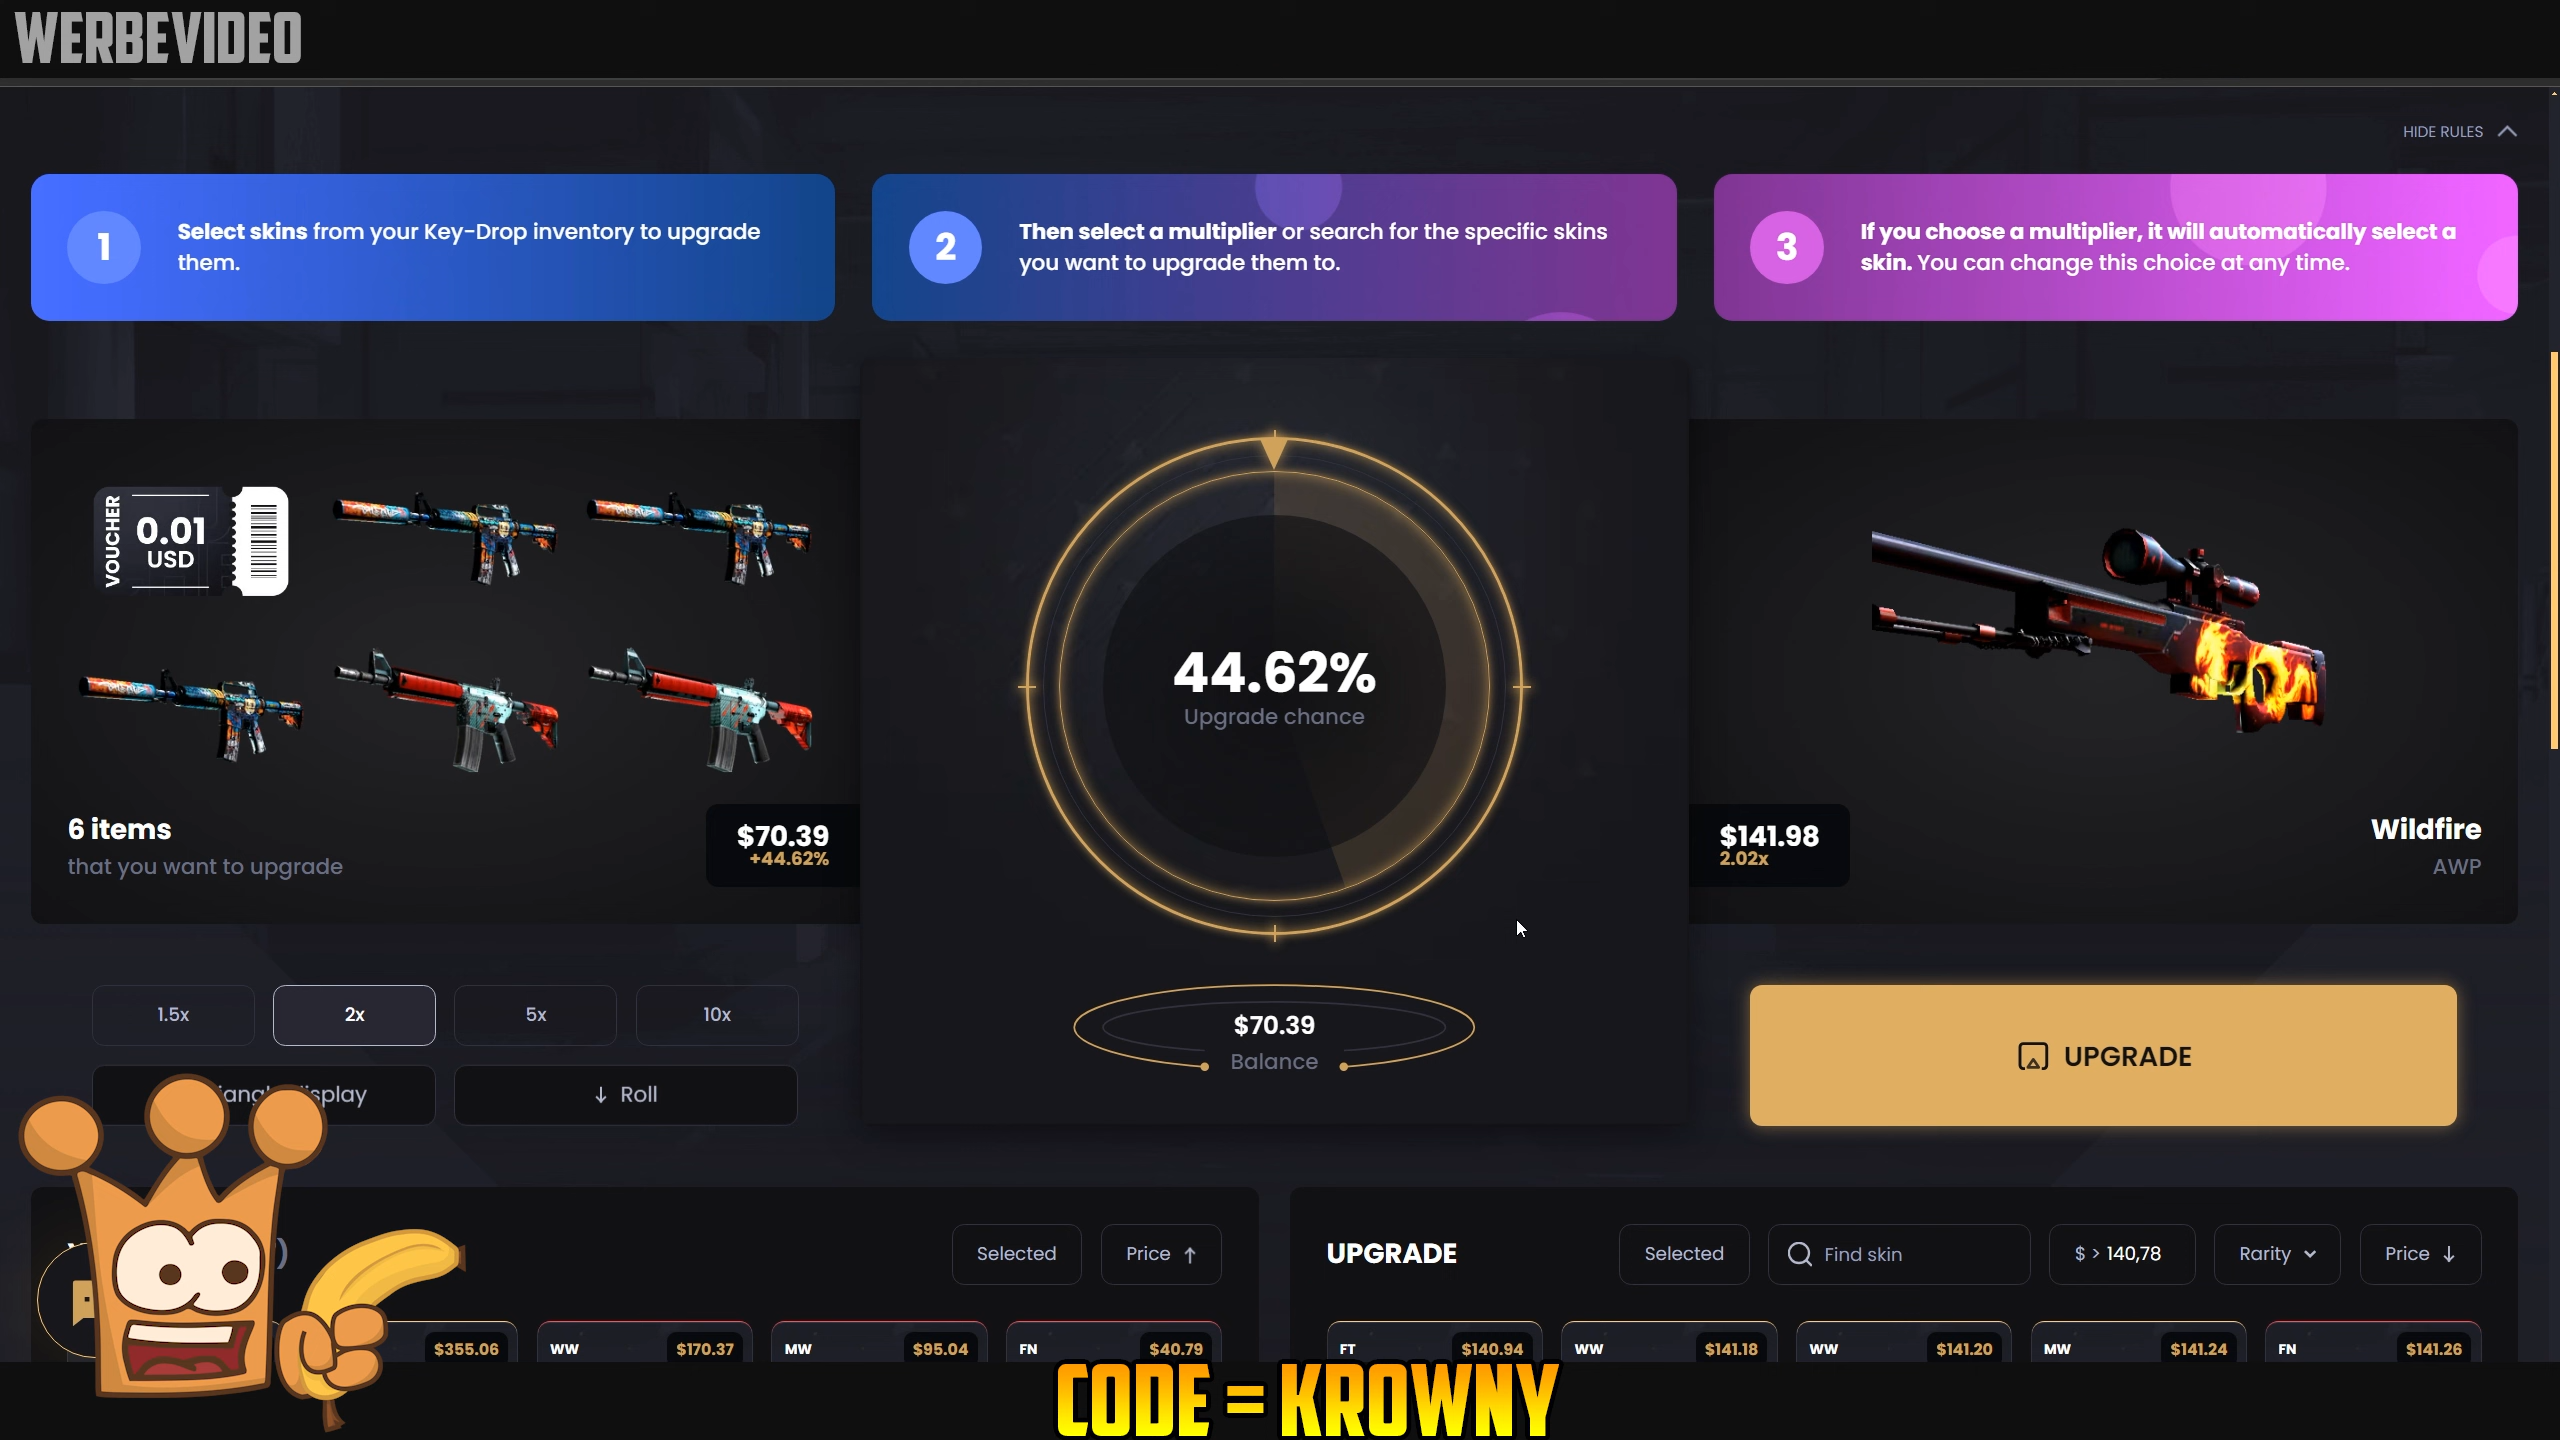 WERBEVIDEO
HIDE RULES
1
Select skins from your Key-Drop inventory to upgrade
them.
2
Then select a multiplier or search for the specific skins
you want to upgrade them to.
3
If you choose a multiplier, it will automatically select a
skin. You can change this choice at any time.
VOUCHER
0.01
USD
44.62%
Upgrade chance
6 items
that you want to upgrade
$70.39
+44.62%
$141.98
2.02x
Wildfire
AWP
1.5x
2x
5x
10x
$70.39
Balance
UPGRADE
Roll
Selected
Price
UPGRADE
Selected
Find skin
$ > 140,78
Rarity
Price
$355.06
WW
$170.37
MW
$95.04
FN
$40.79
FT
$140.94
WW
$141.18
WW
$141.20
MW
$141.24
FN
$141.26
CODE = KROWNY